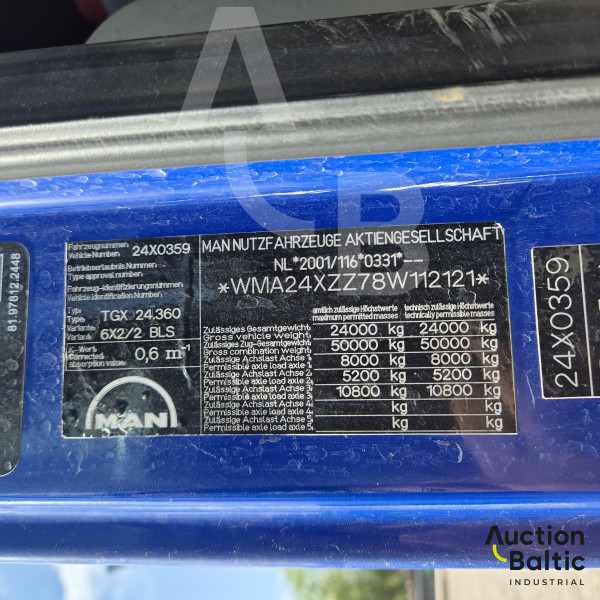 81.97812.2448
Fahrzeugnummer
Vehicle Number 24X0359
Betriebserlaubnis-Nummer
Type approval number.
Fahrzeug-identifizierungs-
Nummer
Vehicle identification Number.
Typ
Type TGX 24.360
Variante
Variante 6X2/2 BLS
K-Wert
Corrected
absorption value 0,6 m-1
MAN
MAN NUTZFAHRZEUGE AKTIENGESELLSCHAFT
NL*2001/116*0331*--
*WMA24XZZ78W112121*
amtlich zulässige Höchstwerte technisch zulässige Höchstwerte
maximum permitted masses technically permitted masses
Zulässiges Gesamtgewicht
Gross vehicle weight 24000 kg 24000 kg
Zulässiges Zug-Gesamtgewicht
Gross combination weight 50000 kg 50000 kg
Zulässige Achslast Achse 1
Permissible axle load axle 1. 8000 kg 8000 kg
Zulässige Achslast Achse 2
Permissible axle load axle 2. 5200 kg 5200 kg
Zulässige Achslast Achse 3
Permissible axle load axle 3. 10800 kg 10800 kg
Zulässige Achslast Achse 4
Permissible axle load axle 4. kg kg
Zulässige Achslast Achse 5
Permissible axle load axle 5. kg kg
24X0359
Auction
Baltic
INDUSTRIAL